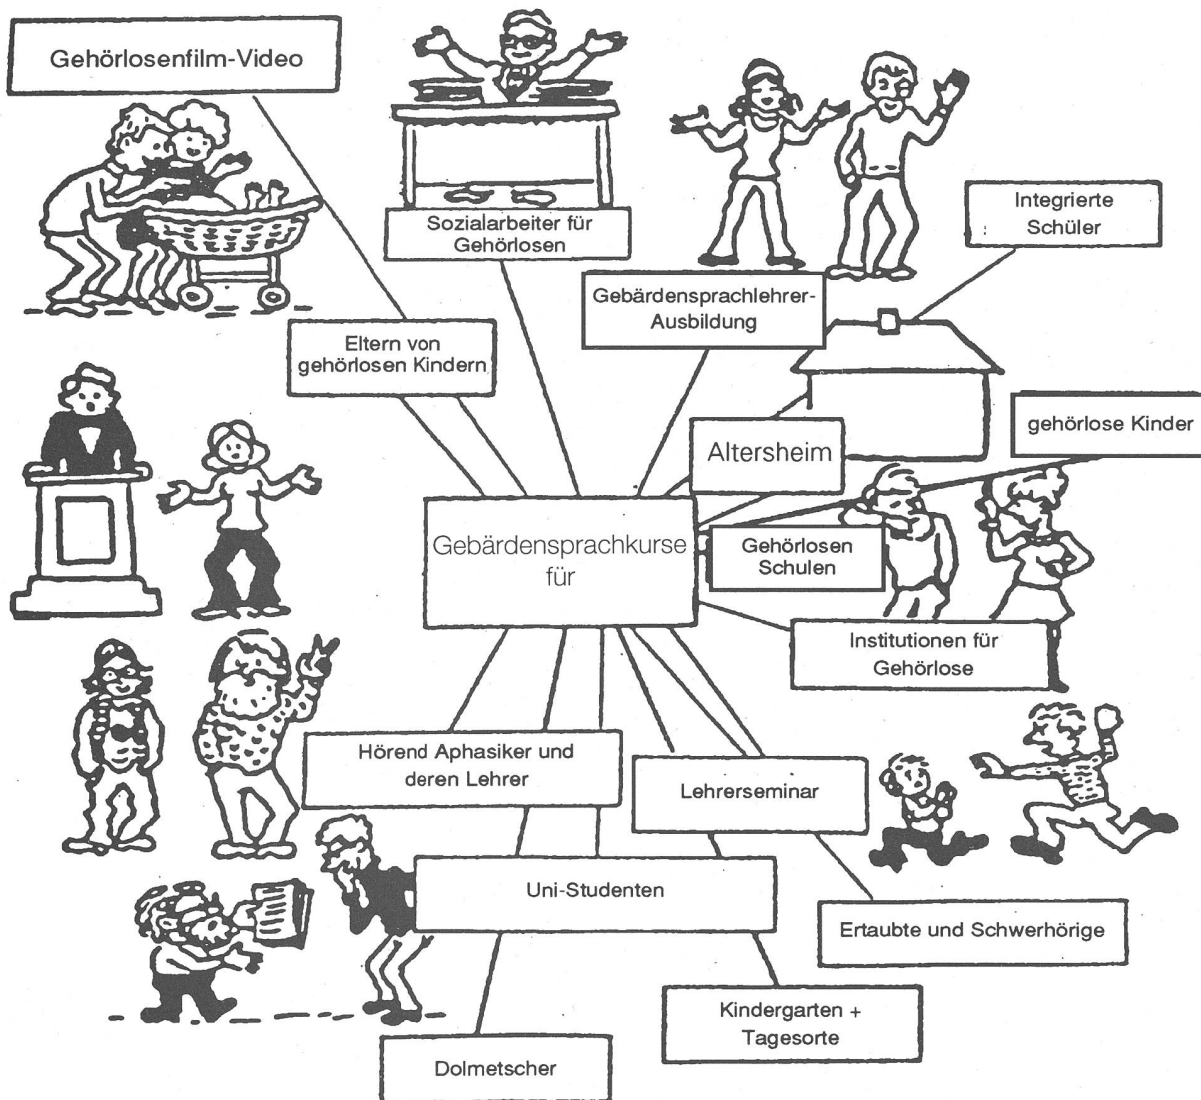 Gehörlosenfilm-Video
Sozialarbeiter für
Gehörlosen
Integrierte
Schüler
Gebärdensprachlehrer-
Ausbildung
Eltern von
gehörlosen Kindern
gehörlose Kinder
Altersheim
Gebärdensprachkurse
für
Gehörlosen
Schulen
Institutionen für
Gehörlose
Hörend Aphasiker und
deren Lehrer
Lehrerseminar
Uni-Studenten
Ertaubte und Schwerhörige
Kindergarten +
Tagesorte
Dolmetscher